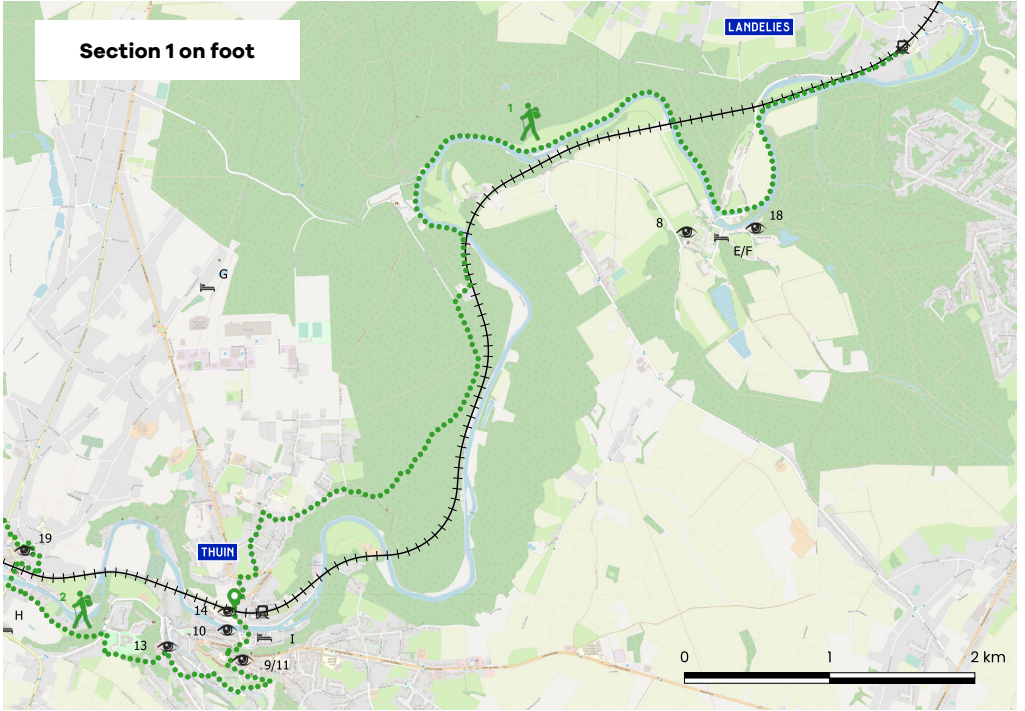 LANDELIES
Section 1 on foot
1
18
8
E/F
G
19
THUIN
2
14
H
10
I
13
9/11
0 1 2 km